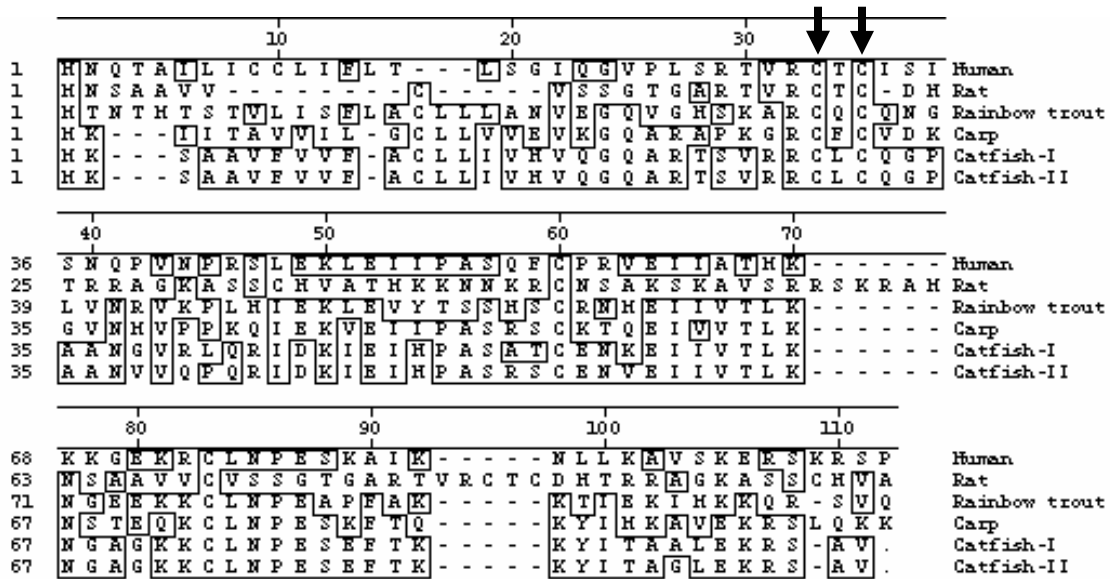 10 20 30
1 H N Q T A I L I C C L I F L T - - - L S G I Q G V P L S R T V R C T C I S I Human
1 H N S A A V V - - - - - - - - C - - - - - V S S G T G A R T V R C T C - D H Rat
1 H T N T H T S T V L I S F L A C L L L A N V E G Q V G H S K A R C Q C Q N G Rainbow trout
1 H K - - - I I T A V V I L - G C L L V V E V K G Q A R A P K G R C F C V D K Carp
1 H K - - - S A A V F V V F - A C L L I V H V Q G Q A R T S V R R C L C Q G P Catfish-I
1 H K - - - S A A V F V V F - A C L L I V H V Q G Q A R T S V R R C L C Q G P Catfish-II
40 50 60 70
36 S N Q P V N P R S L E K L E I I P A S Q F C P R V E I I A T H K - - - - - - Human
25 T R R A G K A S S C H V A T H K K N N K R C N S A K S K A V S R R S K R A H Rat
39 L V N R V K P L H I E K L E V Y T S S H S C R N H E I I V T L K - - - - - - Rainbow trout
35 G V N H V P P K Q I E K V E I I P A S R S C K T Q E I V V T L K - - - - - - Carp
35 A A N G V R L Q R I D K I E I H P A S A T C E N K E I I V T L K - - - - - - Catfish-I
35 A A N V V Q P Q R I D K I E I H P A S R S C E N V E I I V T L K - - - - - - Catfish-II
80 90 100 110
68 K K G E K R C L N P E S K A I K - - - - - N L L K A V S K E R S K R S P Human
63 N S A A V V C V S S G T G A R T V R C T C D H T R R A G K A S S C H V A Rat
71 N G E E K K C L N P E A P F A K - - - - - K T I E K I H K K Q R - S V Q Rainbow trout
67 N S T E Q K C L N P E S K F T Q - - - - - K Y I H K A V E K R S L Q K K Carp
67 N G A G K K C L N P E S E F T K - - - - - K Y I T A A L E K R S - A V . Catfish-I
67 N G A G K K C L N P E S E F T K - - - - - K Y I T A G L E K R S - A V . Catfish-II